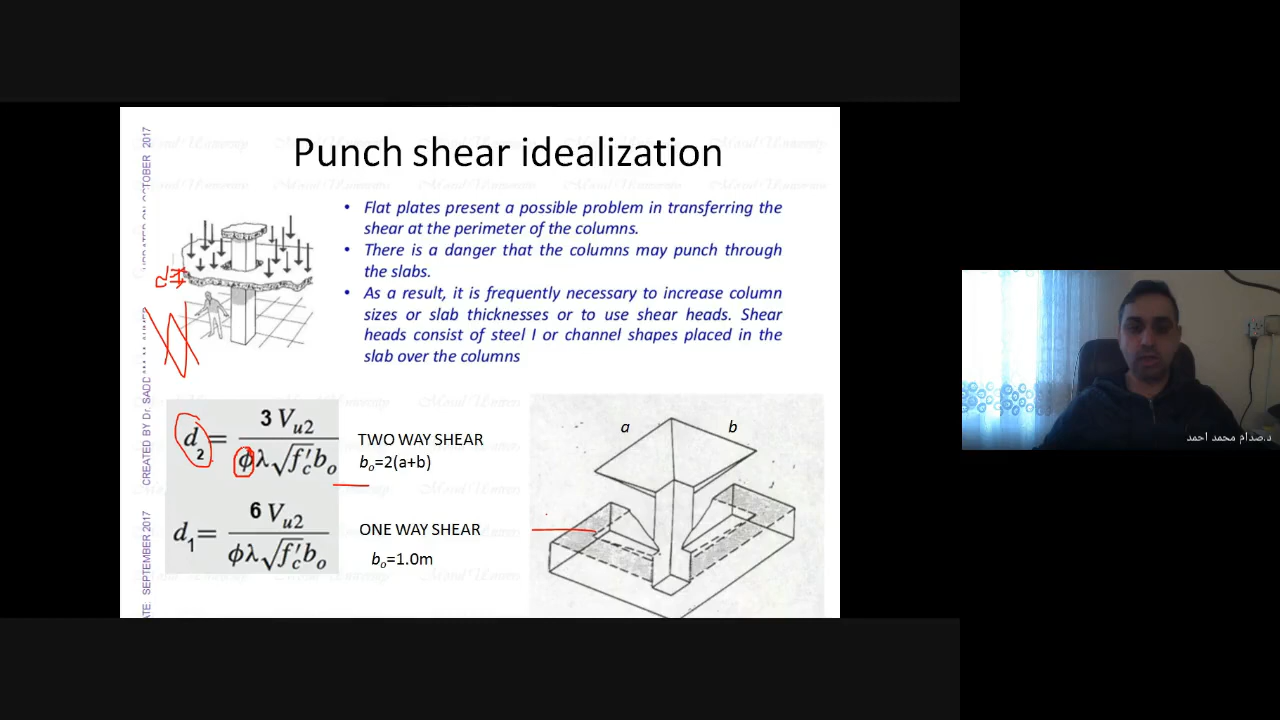 Punch shear idealization
• Flat plates present a possible problem in transferring the
shear at the perimeter of the columns.
• There is a danger that the columns may punch through
the slabs.
• As a result, it is frequently necessary to increase column
sizes or slab thicknesses or to use shear heads. Shear
heads consist of steel I or channel shapes placed in the
slab over the columns
d
d₂= 3 Vu2 / ϕλ√f′c bo
TWO WAY SHEAR
bo=2(a+b)
d₁= 6 Vu2 / ϕλ√f′c bo
ONE WAY SHEAR
bo=1.0m
a
b
SEPTEMBER 2017
CREATED BY Dr. SADD
OCTOBER 2017
د.صدام محمد احمد